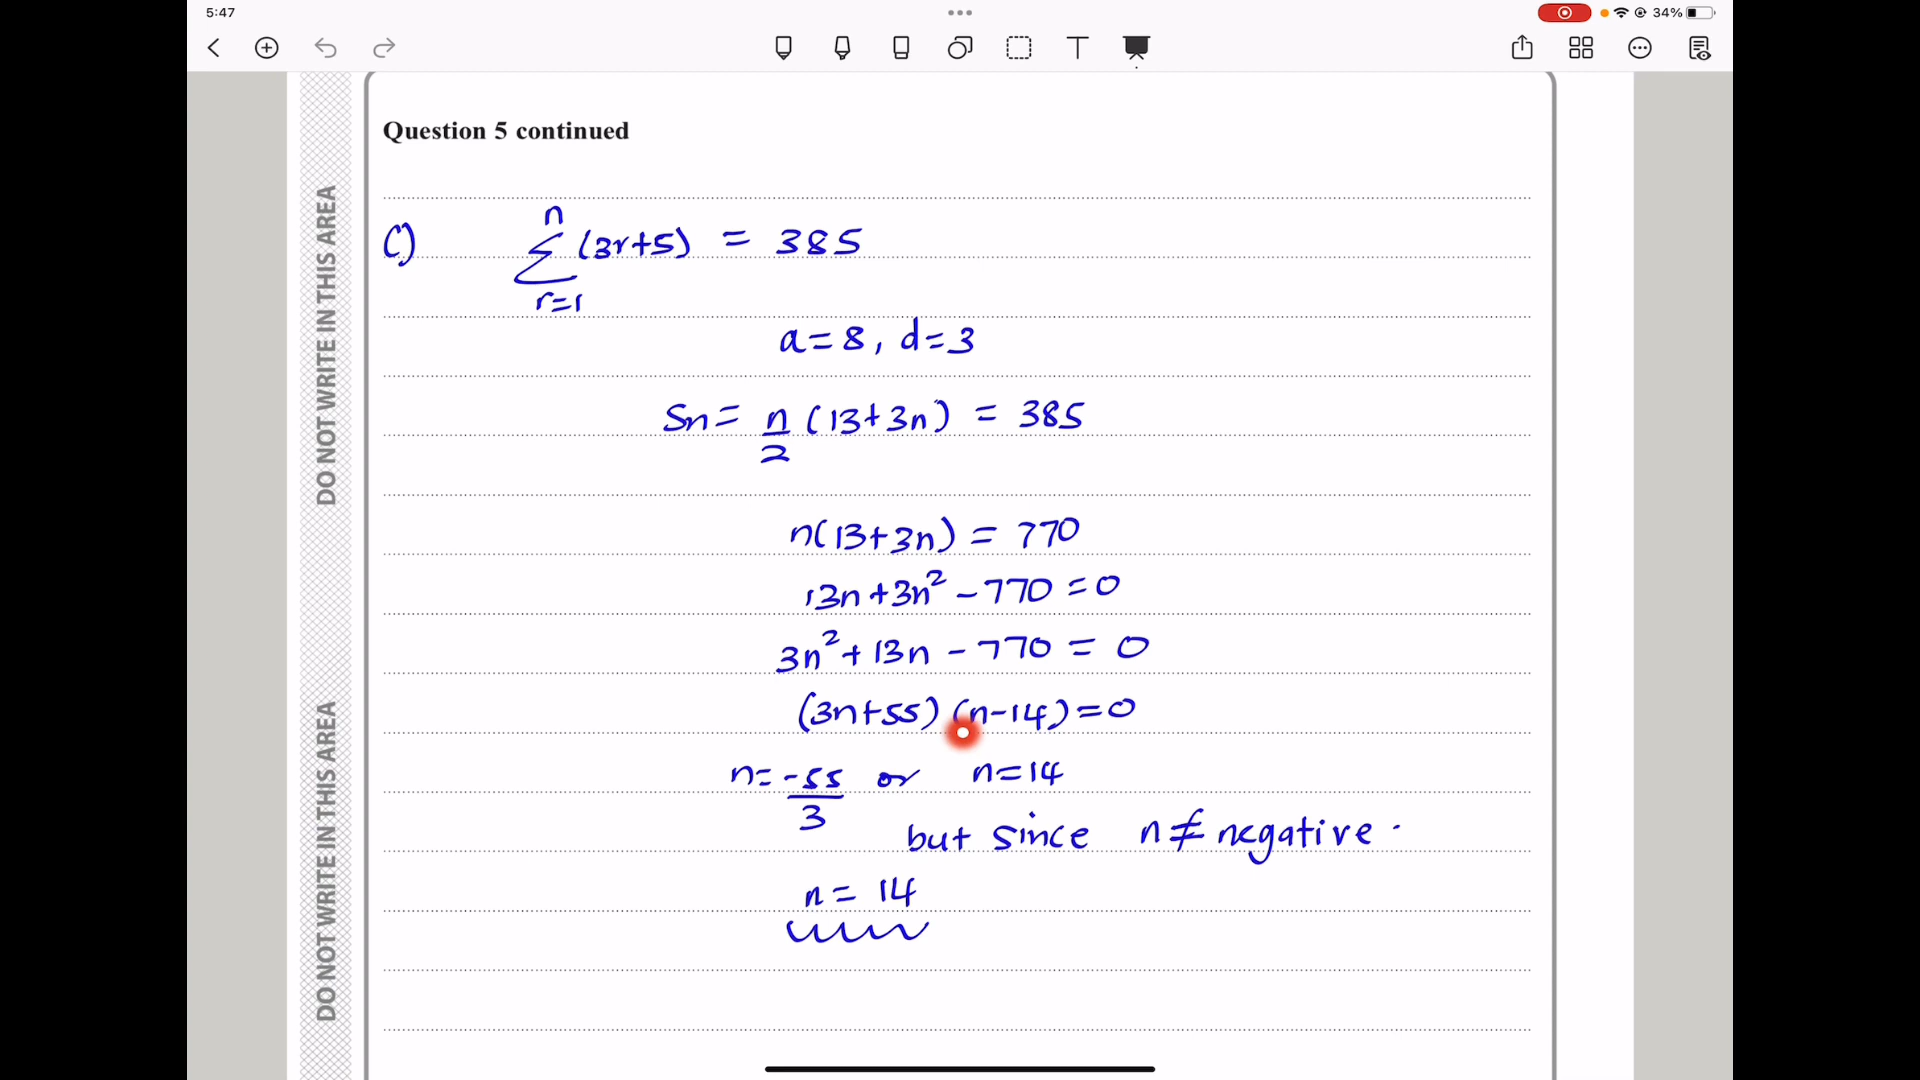 5:47
34%
Question 5 continued
DO NOT WRITE IN THIS AREA
DO NOT WRITE IN THIS AREA
C) n
∑ (3r+5) = 385
r=1
a=8, d=3
Sn = n/2 (13+3n) = 385
n(13+3n) = 770
13n+3n² - 770 = 0
3n² + 13n - 770 = 0
(3n+55) (n-14) = 0
n = -55/3 or n=14
but since n ≠ negative.
n = 14